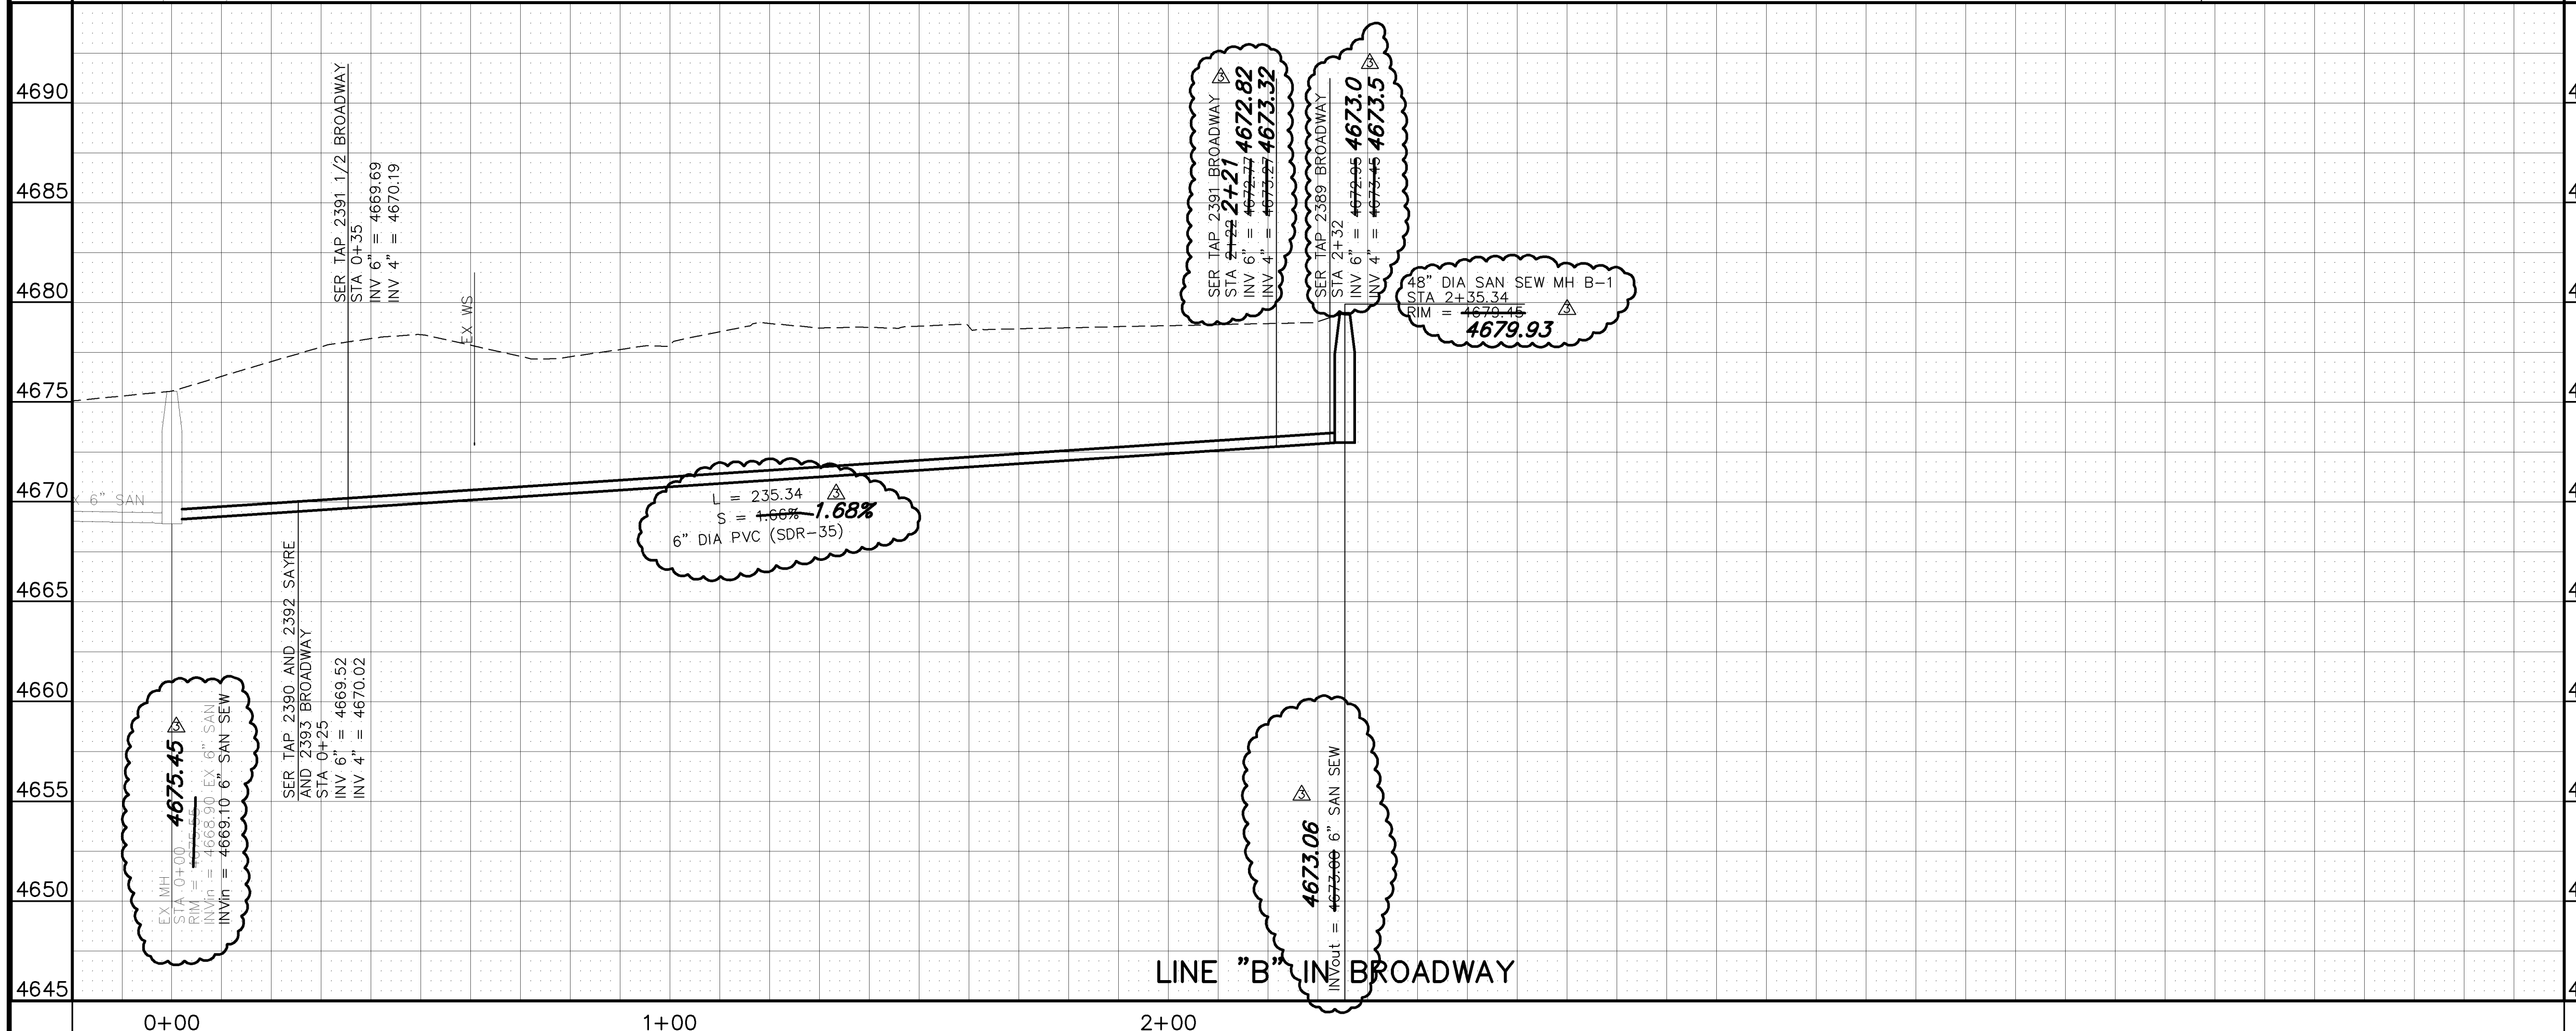 4690
4685
4680
4675
4670
4665
4660
4655
4650
4645
SER TAP 2391 1/2 BROADWAY
STA 0+35
INV 6" = 4669.69
INV 4" = 4670.19
EX WS
SER TAP 2391 BROADWAY 3
STA 2+22 2+21
INV 6" = 4672.77 4672.82
INV 4" = 4673.27 4673.32
SER TAP 2389 BROADWAY
STA 2+32
INV 6" = 4672.95 4673.0 3
INV 4" = 4673.45 4673.5
48" DIA SAN SEW MH B-1
STA 2+35.34
RIM = 4679.45 3
4679.93
X 6" SAN
L = 235.34 3
S = 1.66% 1.68%
6" DIA PVC (SDR-35)
SER TAP 2390 AND 2392 SAYRE
AND 2393 BROADWAY
STA 0+25
INV 6" = 4669.52
INV 4" = 4670.02
EX MH
STA 0+00 4675.45 3
RIM =
INVin = 4668.90 EX 6" SAN
INVin = 4669.10 6" SAN SEW
4673.06 3
INVout = 4673.00 6" SAN SEW
LINE "B" IN BROADWAY
0+00
1+00
2+00